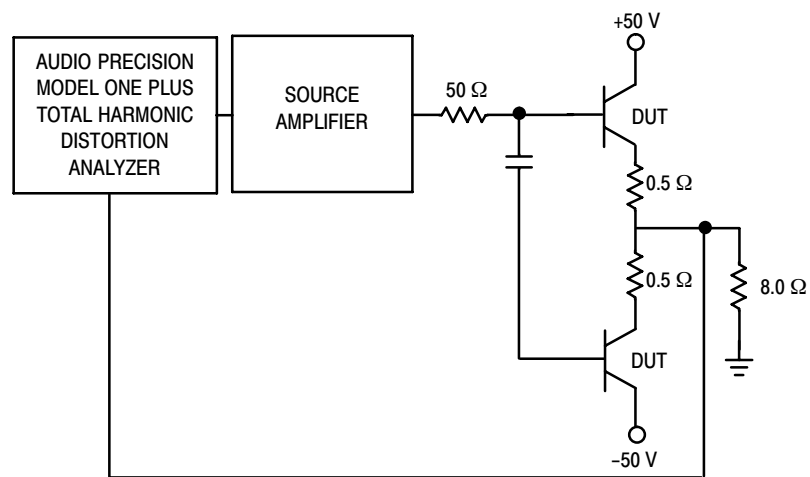 +50 V
AUDIO PRECISION
MODEL ONE PLUS
TOTAL HARMONIC
DISTORTION
ANALYZER
SOURCE
AMPLIFIER
50 Ω
DUT
0.5 Ω
0.5 Ω
8.0 Ω
DUT
–50 V